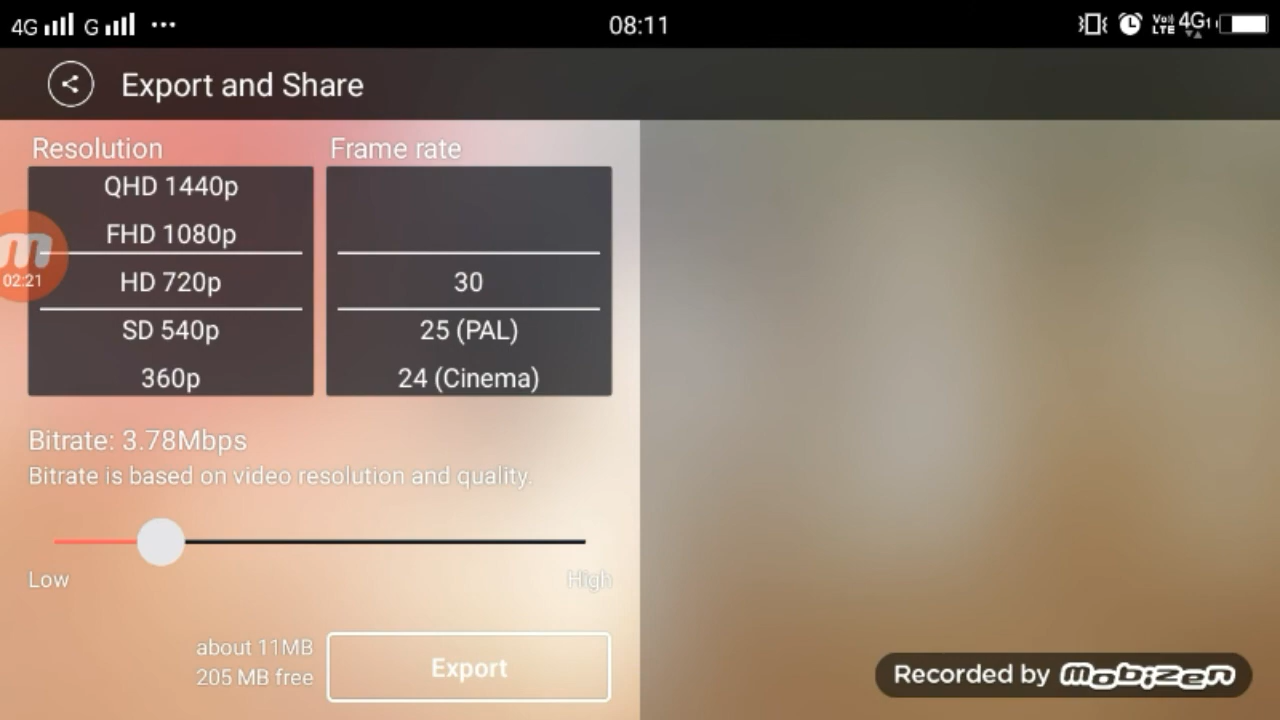 4G G ... 08:11 Vo)) LTE 4G
Export and Share
Resolution Frame rate
QHD 1440p
FHD 1080p
HD 720p 30
SD 540p 25 (PAL)
360p 24 (Cinema)
m
02:21
Bitrate: 3.78Mbps
Bitrate is based on video resolution and quality.
Low High
about 11MB
205 MB free
Export
Recorded by mobizen